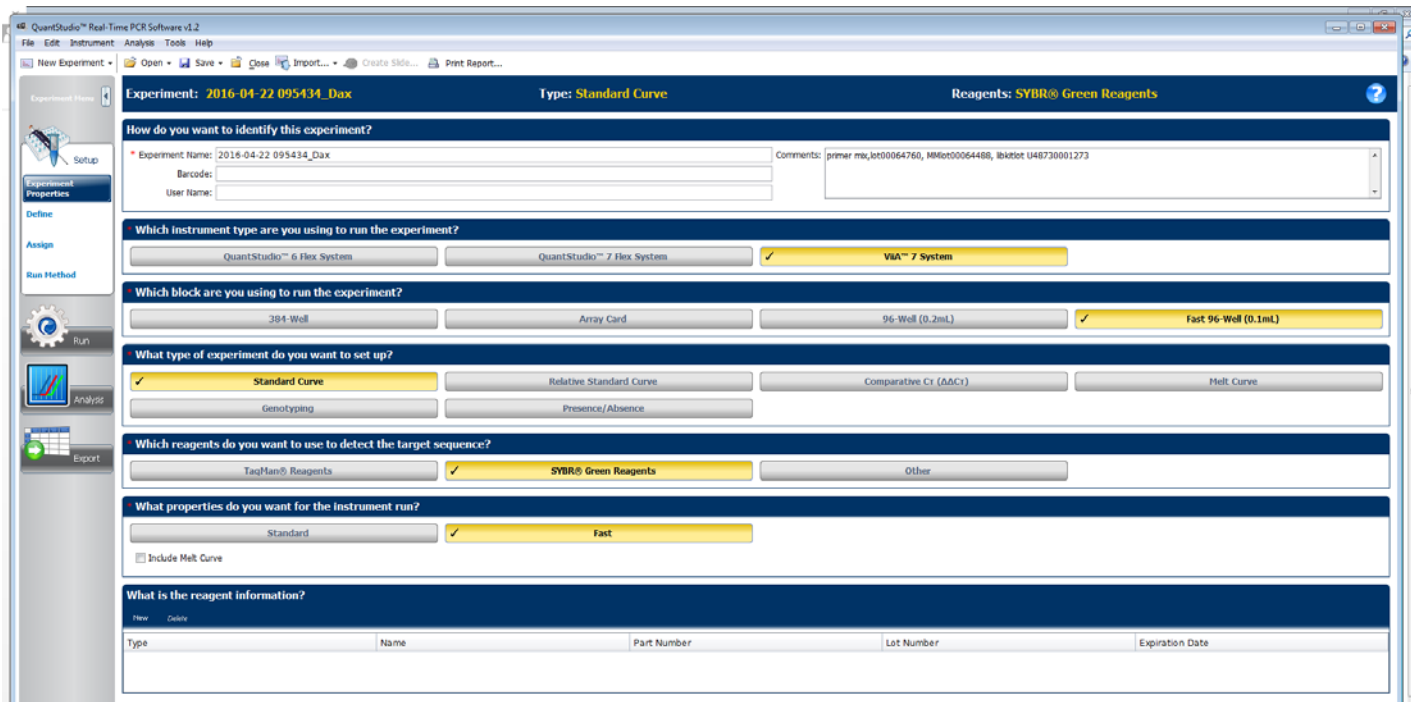 QuantStudio™ Real-Time PCR Software v1.2
File Edit Instrument Analysis Tools Help
New Experiment Open Save Close Import... Create Slide... Print Report...
Experiment Menu
Experiment: 2016-04-22 095434_Dax Type: Standard Curve Reagents: SYBR® Green Reagents
How do you want to identify this experiment?
* Experiment Name: 2016-04-22 095434_Dax Comments: primer mix,lot00064760, MMlot00064488, libkitlot U48730001273
Barcode:
User Name:
Setup
Experiment Properties
Define
Assign
Run Method
Run
Analysis
Export
* Which instrument type are you using to run the experiment?
QuantStudio™ 6 Flex System QuantStudio™ 7 Flex System ✓ ViiA™ 7 System
* Which block are you using to run the experiment?
384-Well Array Card 96-Well (0.2mL) ✓ Fast 96-Well (0.1mL)
* What type of experiment do you want to set up?
✓ Standard Curve Relative Standard Curve Comparative CT (ΔΔCT) Melt Curve
Genotyping Presence/Absence
* Which reagents do you want to use to detect the target sequence?
TaqMan® Reagents ✓ SYBR® Green Reagents Other
* What properties do you want for the instrument run?
Standard ✓ Fast
Include Melt Curve
What is the reagent information?
New Delete
Type Name Part Number Lot Number Expiration Date